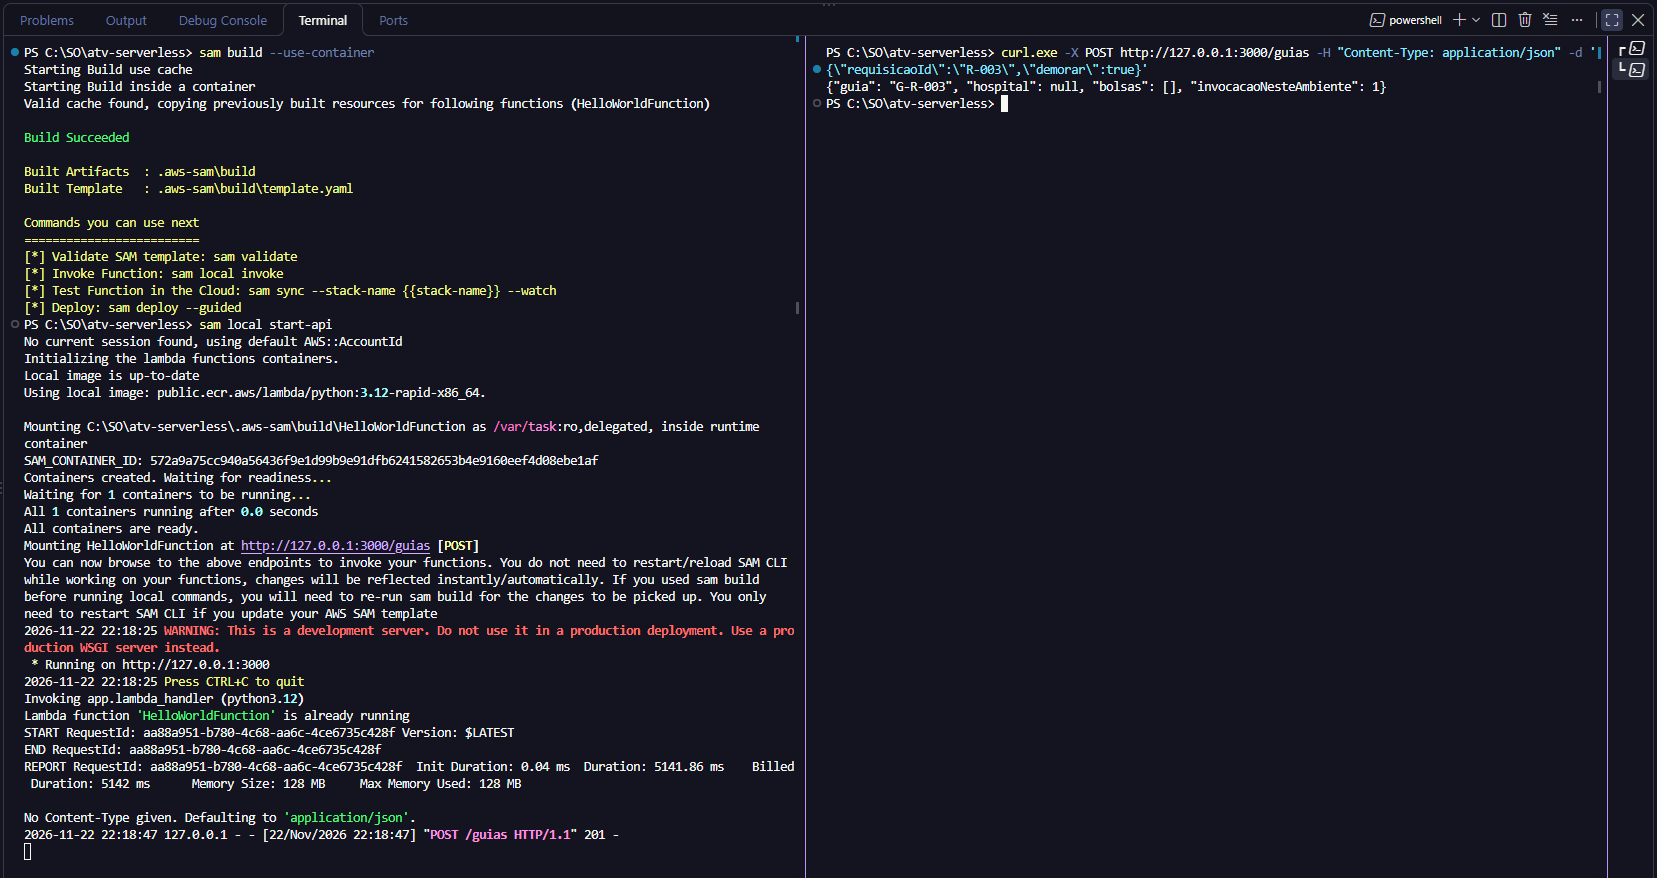 Problems Output Debug Console Terminal Ports
powershell
PS C:\SO\atv-serverless> sam build --use-container
Starting Build use cache
Starting Build inside a container
Valid cache found, copying previously built resources for following functions (HelloWorldFunction)
Build Succeeded
Built Artifacts  : .aws-sam\build
Built Template   : .aws-sam\build\template.yaml
Commands you can use next
=========================
[*] Validate SAM template: sam validate
[*] Invoke Function: sam local invoke
[*] Test Function in the Cloud: sam sync --stack-name {{stack-name}} --watch
[*] Deploy: sam deploy --guided
PS C:\SO\atv-serverless> sam local start-api
No current session found, using default AWS::AccountId
Initializing the lambda functions containers.
Local image is up-to-date
Using local image: public.ecr.aws/lambda/python:3.12-rapid-x86_64.
Mounting C:\SO\atv-serverless\.aws-sam\build\HelloWorldFunction as /var/task:ro,delegated, inside runtime
container
SAM_CONTAINER_ID: 572a9a75cc940a56436f9e1d99b9e91dfb6241582653b4e9160eef4d08ebe1af
Containers created. Waiting for readiness...
Waiting for 1 containers to be running...
All 1 containers running after 0.0 seconds
All containers are ready.
Mounting HelloWorldFunction at http://127.0.0.1:3000/guias [POST]
You can now browse to the above endpoints to invoke your functions. You do not need to restart/reload SAM CLI
while working on your functions, changes will be reflected instantly/automatically. If you used sam build
before running local commands, you will need to re-run sam build for the changes to be picked up. You only
need to restart SAM CLI if you update your AWS SAM template
2026-11-22 22:18:25 WARNING: This is a development server. Do not use it in a production deployment. Use a pro
duction WSGI server instead.
 * Running on http://127.0.0.1:3000
2026-11-22 22:18:25 Press CTRL+C to quit
Invoking app.lambda_handler (python3.12)
Lambda function 'HelloWorldFunction' is already running
START RequestId: aa88a951-b780-4c68-aa6c-4ce6735c428f Version: $LATEST
END RequestId: aa88a951-b780-4c68-aa6c-4ce6735c428f
REPORT RequestId: aa88a951-b780-4c68-aa6c-4ce6735c428f  Init Duration: 0.04 ms  Duration: 5141.86 ms    Billed
 Duration: 5142 ms      Memory Size: 128 MB     Max Memory Used: 128 MB
No Content-Type given. Defaulting to 'application/json'.
2026-11-22 22:18:47 127.0.0.1 - - [22/Nov/2026 22:18:47] "POST /guias HTTP/1.1" 201 -
PS C:\SO\atv-serverless> curl.exe -X POST http://127.0.0.1:3000/guias -H "Content-Type: application/json" -d '
{\"requisicaoId\":\"R-003\",\"demorar\":true}'
{"guia": "G-R-003", "hospital": null, "bolsas": [], "invocacaoNesteAmbiente": 1}
PS C:\SO\atv-serverless>